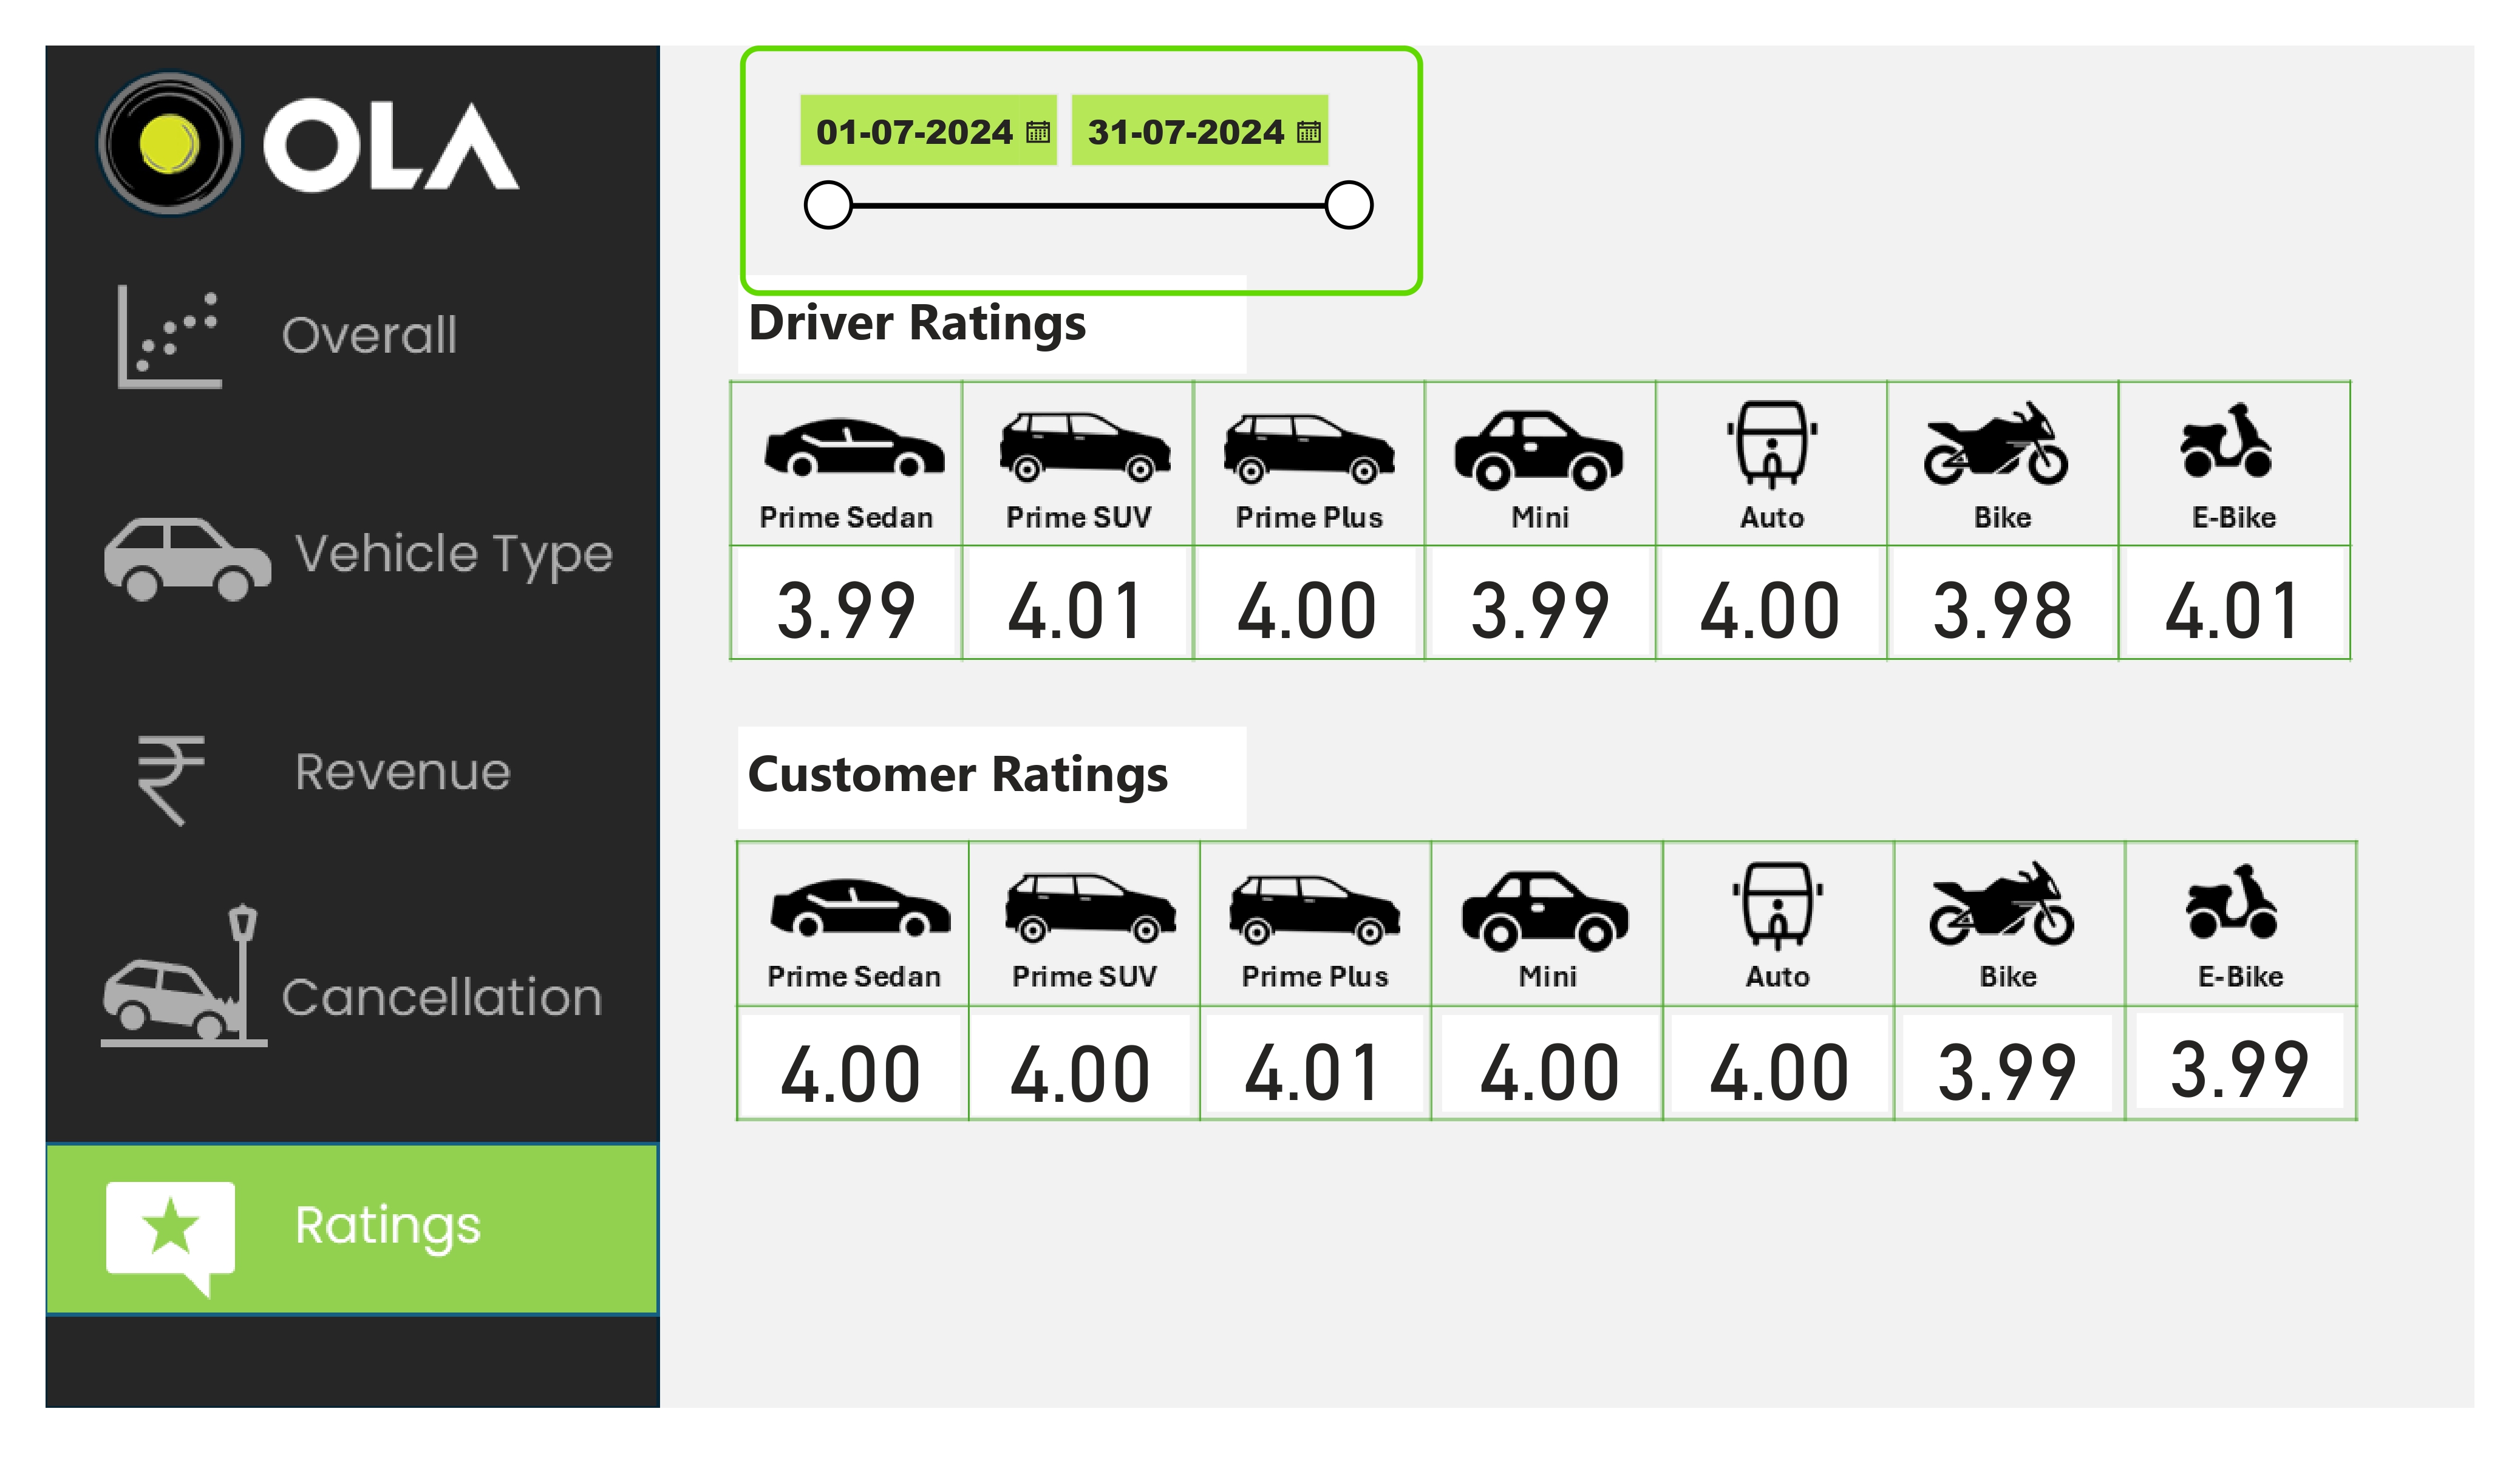 OLA
Overall
Vehicle Type
₹ Revenue
Cancellation
Ratings
01-07-2024 31-07-2024
Driver Ratings
Prime Sedan Prime SUV Prime Plus Mini Auto Bike E-Bike
3.99 4.01 4.00 3.99 4.00 3.98 4.01
Customer Ratings
Prime Sedan Prime SUV Prime Plus Mini Auto Bike E-Bike
4.00 4.00 4.01 4.00 4.00 3.99 3.99